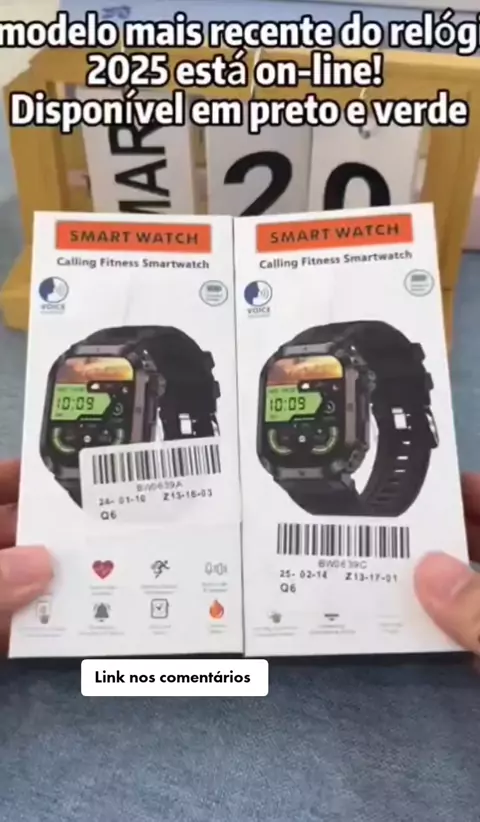 modelo mais recente do relógi
2025 está on-line!
Disponível em preto e verde
MAR
20
SMART WATCH
Calling Fitness Smartwatch
VOICE
10:09
BW0639A
24- 01-16 Z13-16-03
Q6
SMART WATCH
Calling Fitness Smartwatch
VOICE
10:09
BW0639C
25- 02-14 Z13-17-01
Q6
Link nos comentários